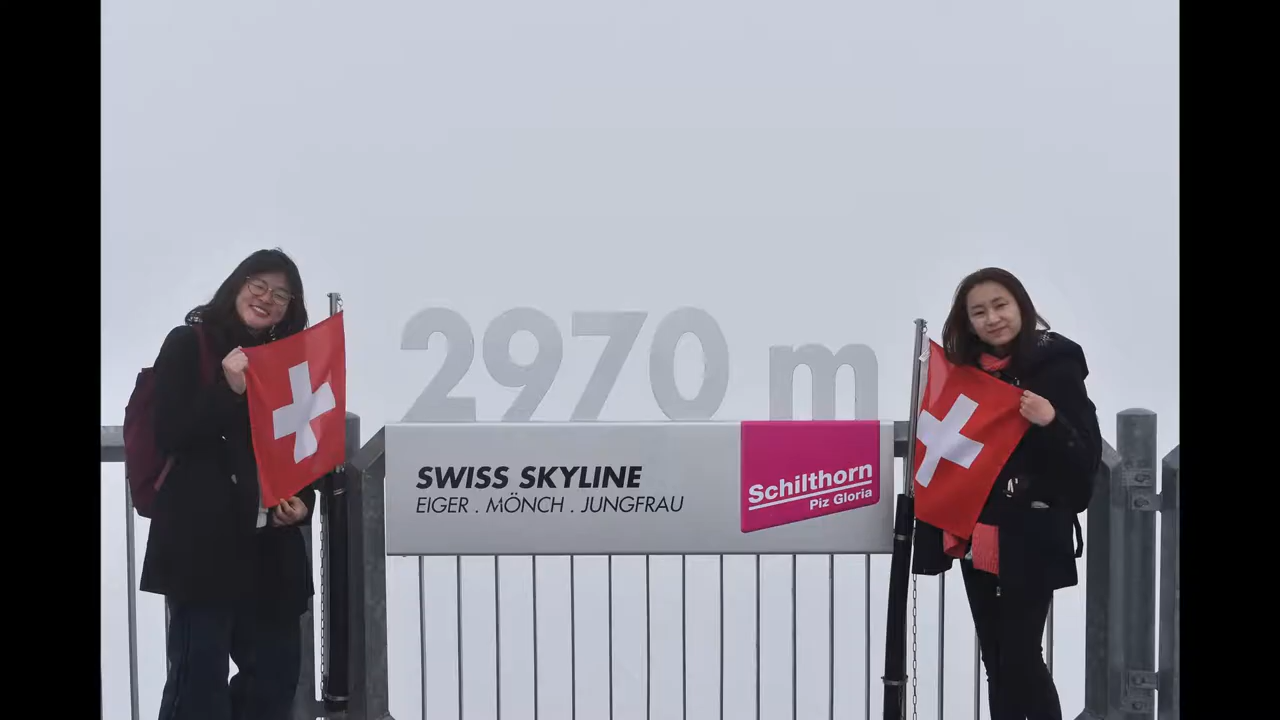 2970 m
SWISS SKYLINE
EIGER . MÖNCH . JUNGFRAU
Schilthorn
Piz Gloria